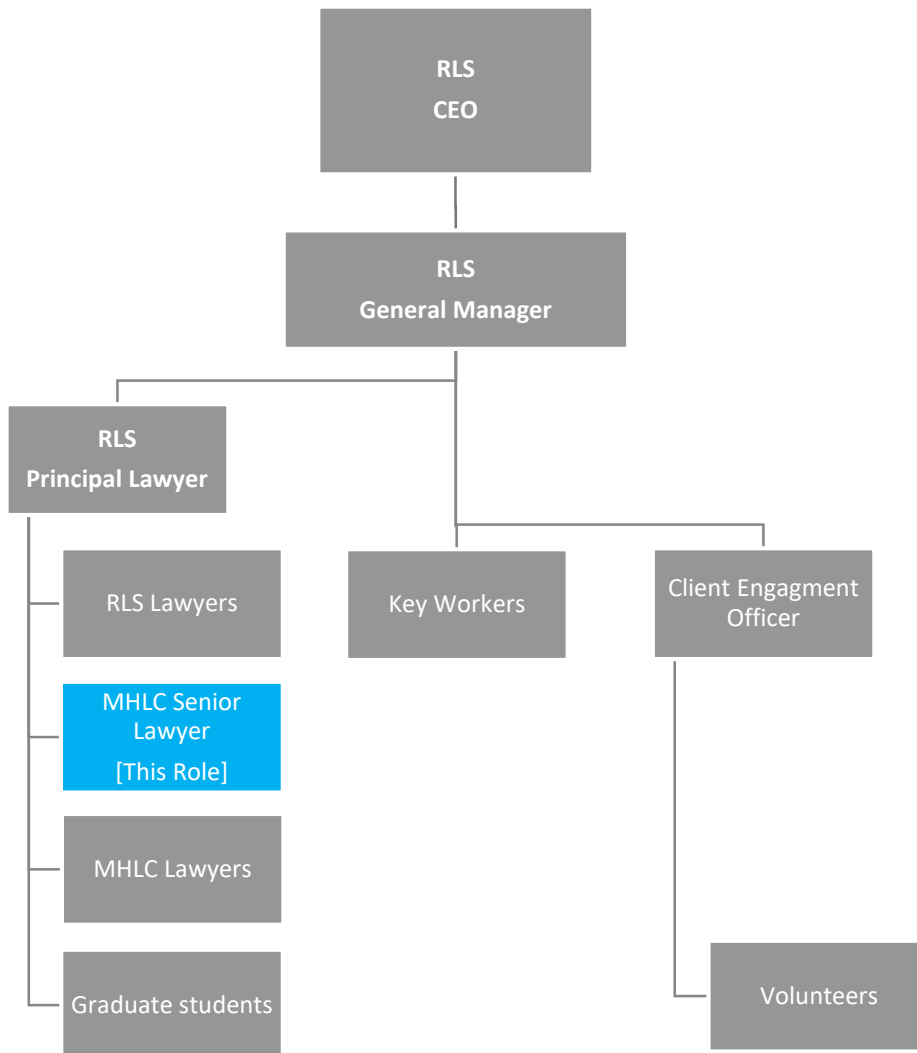 RLS
CEO
RLS
General Manager
RLS
Principal Lawyer
RLS Lawyers
Key Workers
Client Engagment
Officer
MHLC Senior
Lawyer
[This Role]
MHLC Lawyers
Graduate students
Volunteers